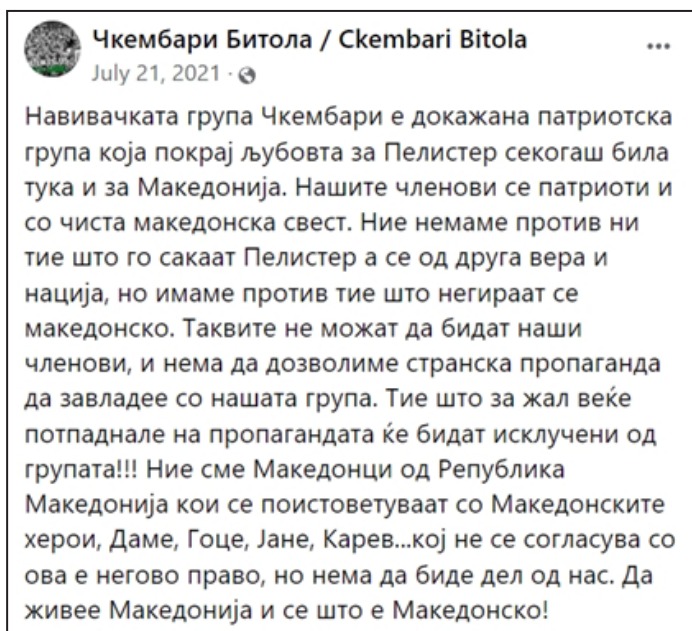 Чкембари Битола / Ckembari Bitola
July 21, 2021 ·
Навивачката група Чкембари е докажана патриотска
група која покрај љубовта за Пелистер секогаш била
тука и за Македонија. Нашите членови се патриоти и
со чиста македонска свест. Ние немаме против ни
тие што го сакаат Пелистер а се од друга вера и
нација, но имаме против тие што негираат се
македонско. Таквите не можат да бидат наши
членови, и нема да дозволиме странска пропаганда
да завладее со нашата група. Тие што за жал веќе
потпаднале на пропагандата ќе бидат исклучени од
групата!!! Ние сме Македонци од Република
Македонија кои се поистоветуваат со Македонските
херои, Даме, Гоце, Јане, Карев...кој не се согласува со
ова е негово право, но нема да биде дел од нас. Да
живее Македонија и се што е Македонско!